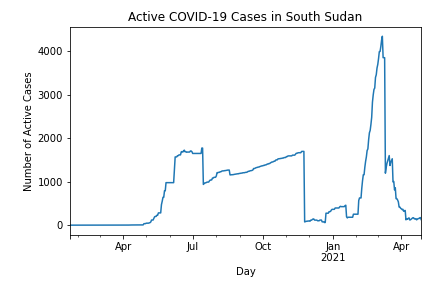 Active COVID-19 Cases in South Sudan
Number of Active Cases
4000
3000
2000
1000
0
Apr
Jul
Oct
Jan
2021
Apr
Day